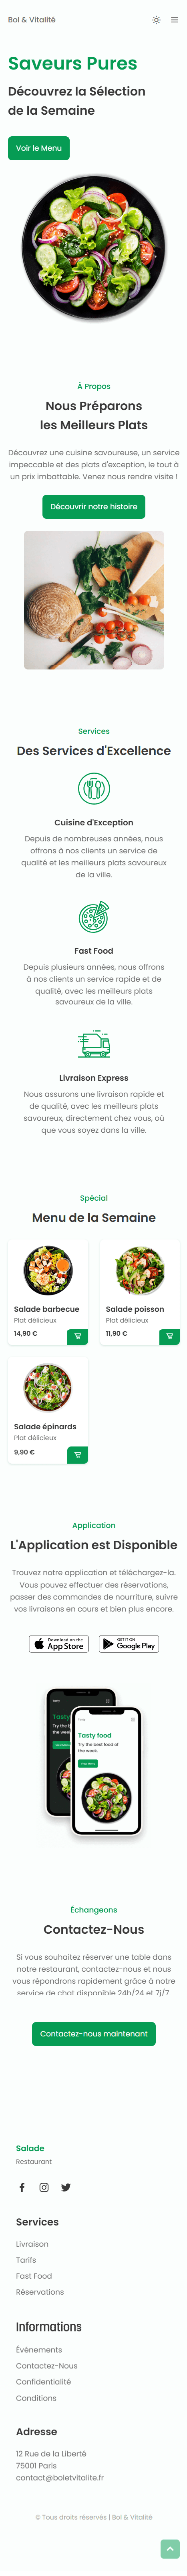 Bol & Vitalité
Saveurs Pures
Découvrez la Sélection
de la Semaine
Voir le Menu
À Propos
Nous Préparons
les Meilleurs Plats
Découvrez une cuisine savoureuse, un service
impeccable et des plats d'exception, le tout à
un prix imbattable. Venez nous rendre visite !
Découvrir notre histoire
Services
Des Services d'Excellence
Cuisine d'Exception
Depuis de nombreuses années, nous
offrons à nos clients un service de
qualité et les meilleurs plats savoureux
de la ville.
Fast Food
Depuis plusieurs années, nous offrons
à nos clients un service rapide et de
qualité, avec les meilleurs plats
savoureux de la ville.
Livraison Express
Nous assurons une livraison rapide et
de qualité, avec les meilleurs plats
savoureux, directement chez vous, où
que vous soyez dans la ville.
Spécial
Menu de la Semaine
Salade barbecue
Plat délicieux
14,90 €
Salade poisson
Plat délicieux
11,90 €
Salade épinards
Plat délicieux
9,90 €
Application
L'Application est Disponible
Trouvez notre application et téléchargez-la.
Vous pouvez effectuer des réservations,
passer des commandes de nourriture, suivre
vos livraisons en cours et bien plus encore.
Download on the
App Store
GET IT ON
Google Play
Tasty food
Try the best food of
the week.
Échangeons
Contactez-Nous
Si vous souhaitez réserver une table dans
notre restaurant, contactez-nous et nous
vous répondrons rapidement grâce à notre
service de chat disponible 24h/24 et 7j/7.
Contactez-nous maintenant
Salade
Restaurant
Services
Livraison
Tarifs
Fast Food
Réservations
Informations
Événements
Contactez-Nous
Confidentialité
Conditions
Adresse
12 Rue de la Liberté
75001 Paris
contact@boletvitalite.fr
© Tous droits réservés | Bol & Vitalité